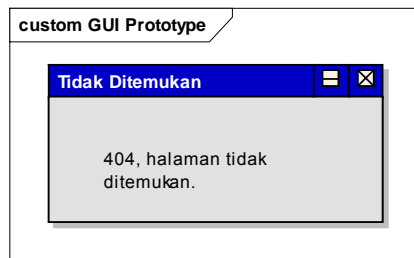 custom GUI Prototype
Tidak Ditemukan
404, halaman tidak
ditemukan.